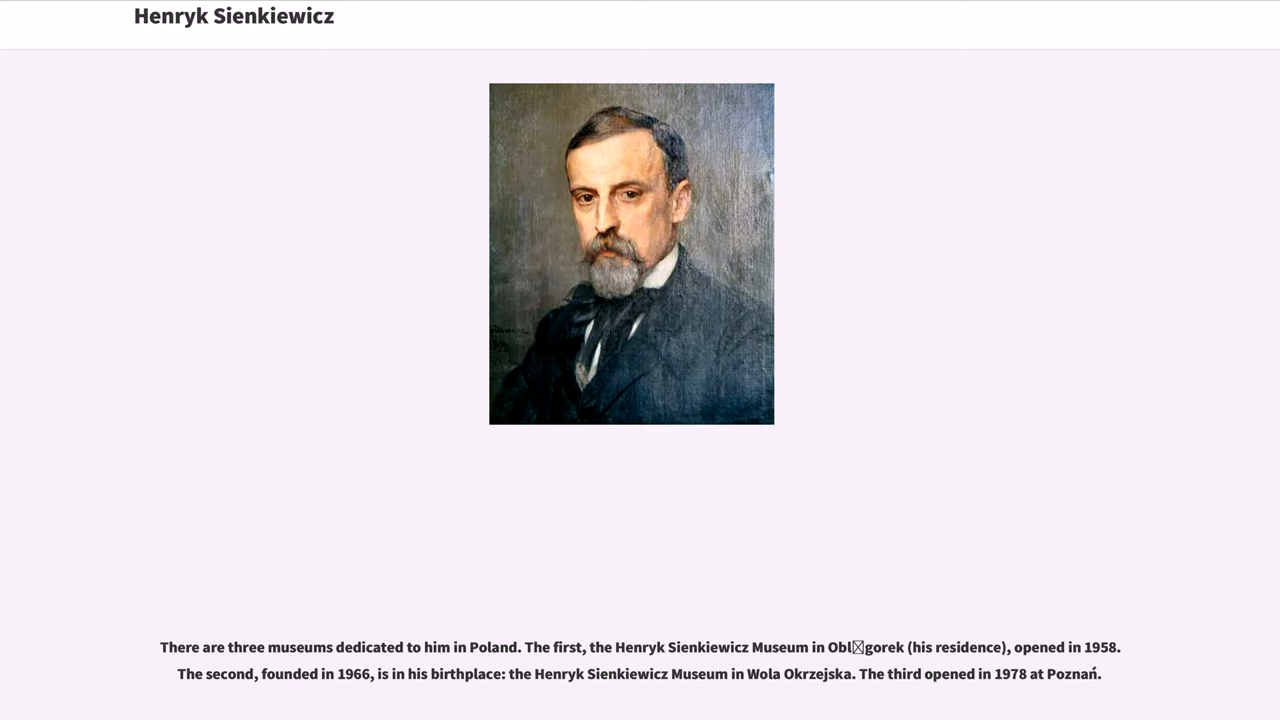 Henryk Sienkiewicz
There are three museums dedicated to him in Poland. The first, the Henryk Sienkiewicz Museum in Obl□gorek (his residence), opened in 1958.
The second, founded in 1966, is in his birthplace: the Henryk Sienkiewicz Museum in Wola Okrzejska. The third opened in 1978 at Poznań.